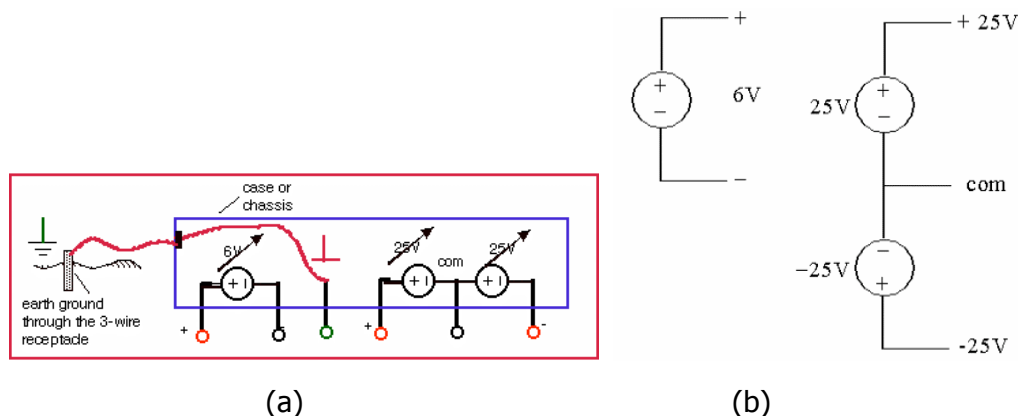 case or
chassis
6V
25V
25V
com
earth ground
through the 3-wire
receptacle
+
-
+
-
+ -
+ -
+ -
(a)
+
+
−
6V
−
+ 25V
+
−
25V
com
−
+
−25V
-25V
(b)